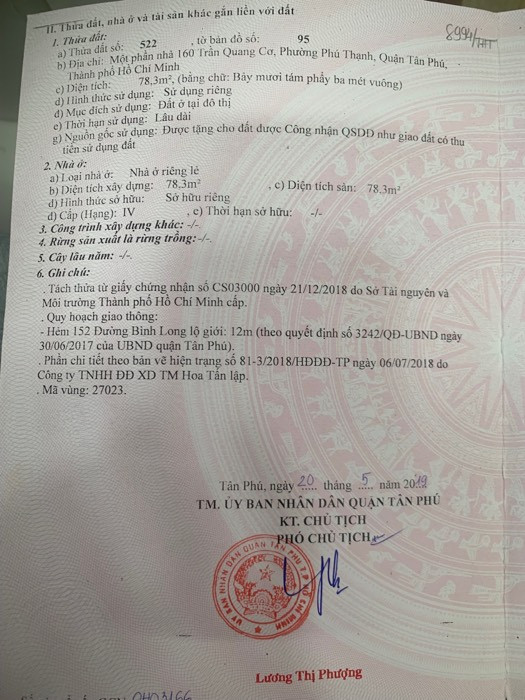 II. Thửa đất, nhà ở và tài sản khác gắn liền với đất
8994/HT
1. Thửa đất:
a) Thửa đất số: 522 , tờ bản đồ số: 95
b) Địa chỉ: Một phần nhà 160 Trần Quang Cơ, Phường Phú Thạnh, Quận Tân Phú,
Thành phố Hồ Chí Minh
c) Diện tích: 78,3m², (bằng chữ: Bảy mươi tám phẩy ba mét vuông)
d) Hình thức sử dụng: Sử dụng riêng
đ) Mục đích sử dụng: Đất ở tại đô thị
e) Thời hạn sử dụng: Lâu dài
g) Nguồn gốc sử dụng: Được tặng cho đất được Công nhận QSDĐ như giao đất có thu
tiền sử dụng đất
2. Nhà ở:
a) Loại nhà ở: Nhà ở riêng lẻ
b) Diện tích xây dựng: 78.3m² , c) Diện tích sàn: 78.3m²
d) Hình thức sở hữu: Sở hữu riêng
đ) Cấp (Hạng): IV , e) Thời hạn sở hữu: -/-
3. Công trình xây dựng khác: -/-
4. Rừng sản xuất là rừng trồng:-/-.
5. Cây lâu năm: -/-.
6. Ghi chú:
. Tách thửa từ giấy chứng nhận số CS03000 ngày 21/12/2018 do Sở Tài nguyên và
Môi trường Thành phố Hồ Chí Minh cấp.
. Quy hoạch giao thông:
- Hẻm 152 Đường Bình Long lộ giới: 12m (theo quyết định số 3242/QĐ-UBND ngày
30/06/2017 của UBND quận Tân Phú).
. Phần chi tiết theo bản vẽ hiện trạng số 81-3/2018/HĐĐĐ-TP ngày 06/07/2018 do
Công ty TNHH ĐĐ XD TM Hoa Tấn lập.
. Mã vùng: 27023.
Tân Phú, ngày 20 tháng 5 năm 2019
TM. ỦY BAN NHÂN DÂN QUẬN TÂN PHÚ
KT. CHỦ TỊCH
PHÓ CHỦ TỊCH
ỦY BAN NHÂN DÂN QUẬN TÂN PHÚ T.P HỒ CHÍ MINH
Lương Thị Phượng